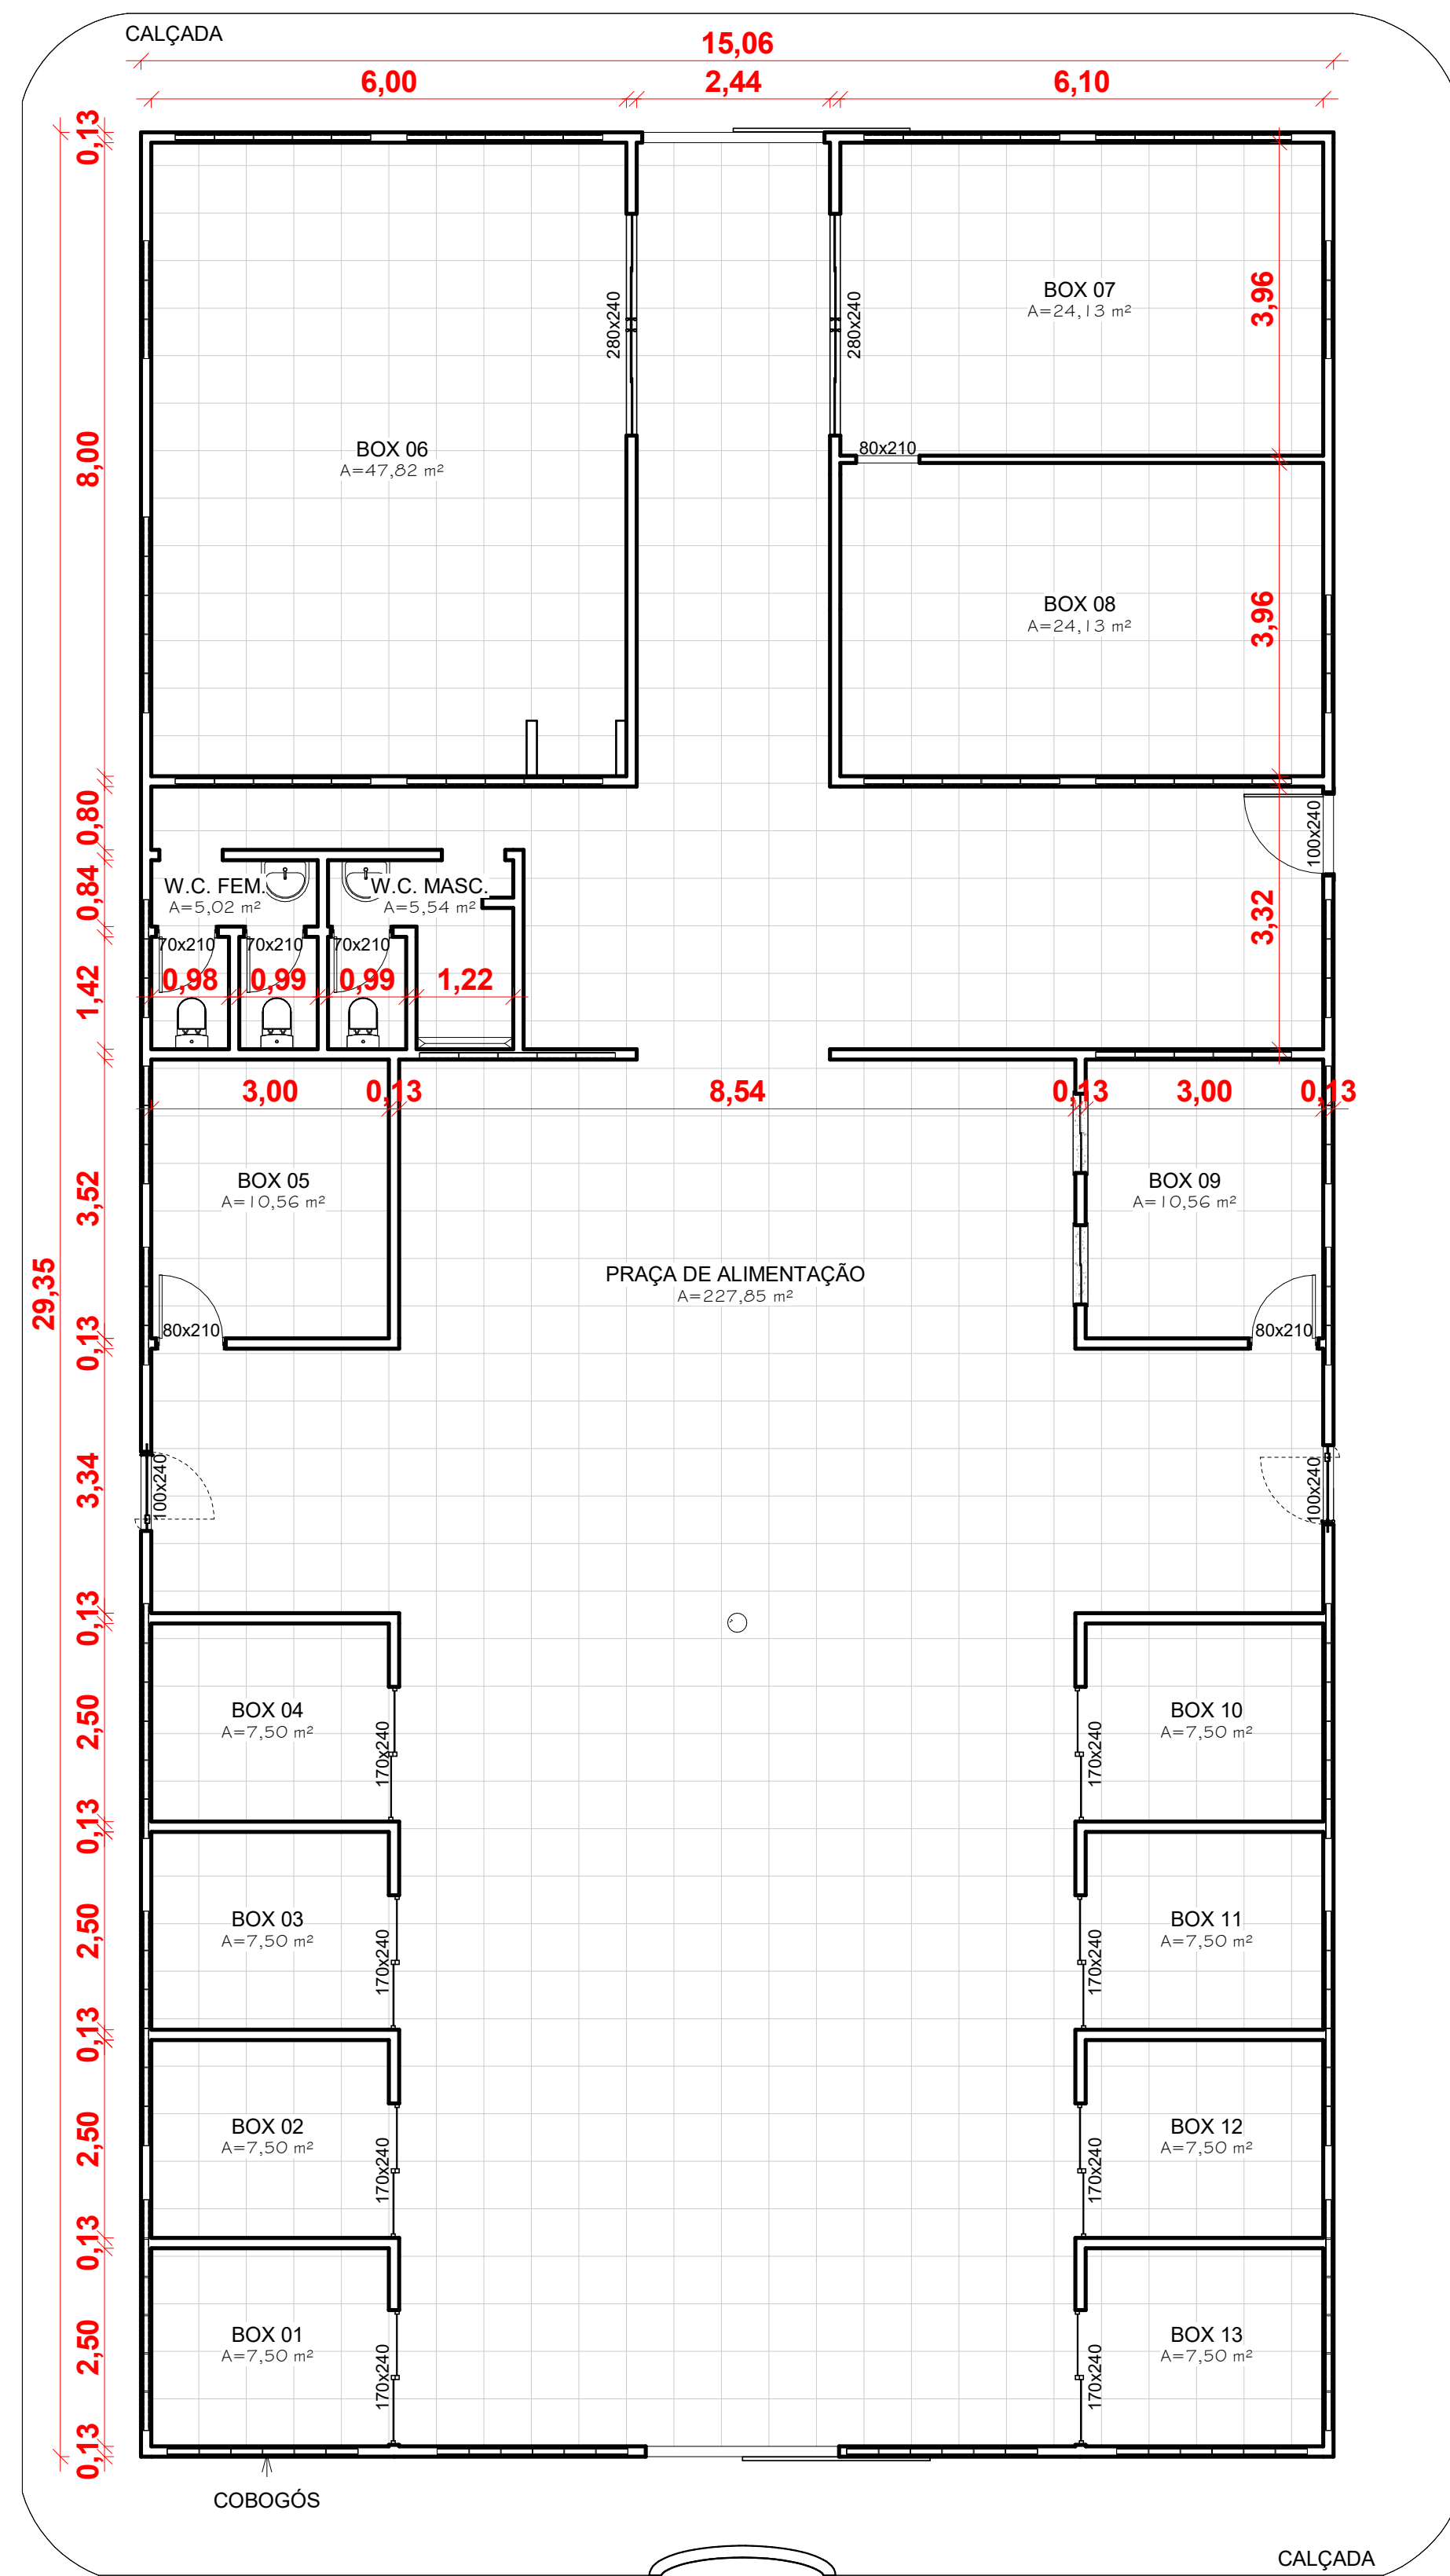 CALÇADA
15,06
6,00
2,44
6,10
0,13
280x240
280x240
BOX 07
A=24,13 m²
3,96
8,00
BOX 06
A=47,82 m²
80x210
BOX 08
A=24,13 m²
3,96
0,80
100x240
0,84
W.C. FEM.
A=5,02 m²
W.C. MASC.
A=5,54 m²
3,32
70x210
70x210
70x210
1,42
0,98
0,99
0,99
1,22
3,00
0,13
8,54
0,13
3,00
0,13
3,52
BOX 05
A=10,56 m²
BOX 09
A=10,56 m²
29,35
PRAÇA DE ALIMENTAÇÃO
A=227,85 m²
0,13
80x210
80x210
3,34
100x240
100x240
0,13
2,50
BOX 04
A=7,50 m²
170x240
170x240
BOX 10
A=7,50 m²
0,13
2,50
BOX 03
A=7,50 m²
170x240
170x240
BOX 11
A=7,50 m²
0,13
2,50
BOX 02
A=7,50 m²
170x240
170x240
BOX 12
A=7,50 m²
0,13
2,50
BOX 01
A=7,50 m²
170x240
170x240
BOX 13
A=7,50 m²
0,13
COBOGÓS
CALÇADA